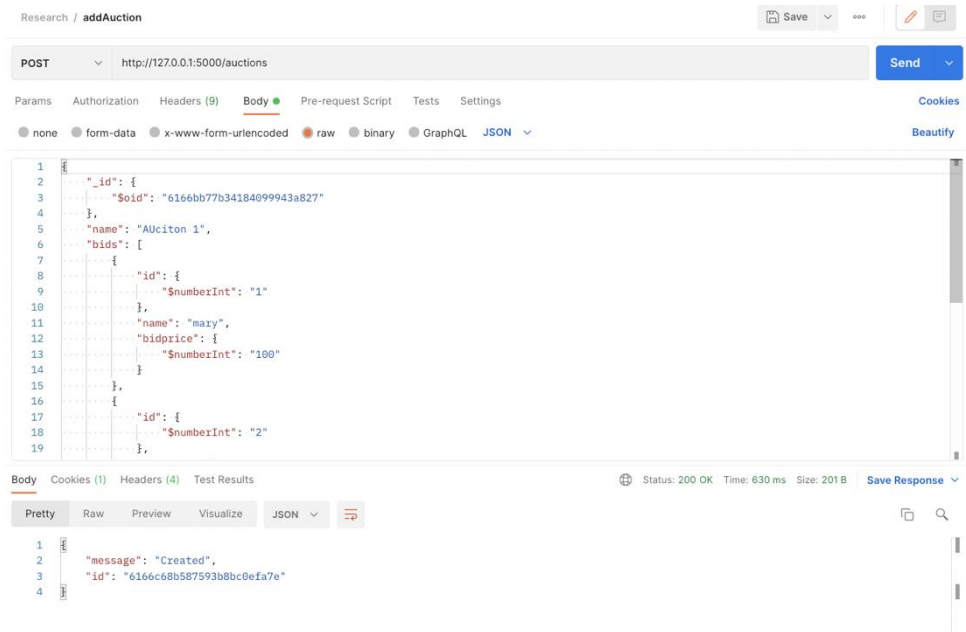 Research / addAuction
Save
POST http://127.0.0.1:5000/auctions Send
Params Authorization Headers (9) Body Pre-request Script Tests Settings Cookies
none form-data x-www-form-urlencoded raw binary GraphQL JSON Beautify
1 {
2 "_id": {
3 "$oid": "6166bb77b34184099943a827"
4 },
5 "name": "AUciton 1",
6 "bids": [
7 {
8 "id": {
9 "$numberInt": "1"
10 },
11 "name": "mary",
12 "bidprice": {
13 "$numberInt": "100"
14 }
15 },
16 {
17 "id": {
18 "$numberInt": "2"
19 },
Body Cookies (1) Headers (4) Test Results Status: 200 OK Time: 630 ms Size: 201 B Save Response
Pretty Raw Preview Visualize JSON
1 {
2 "message": "Created",
3 "id": "6166c68b587593b8bc0efa7e"
4 }